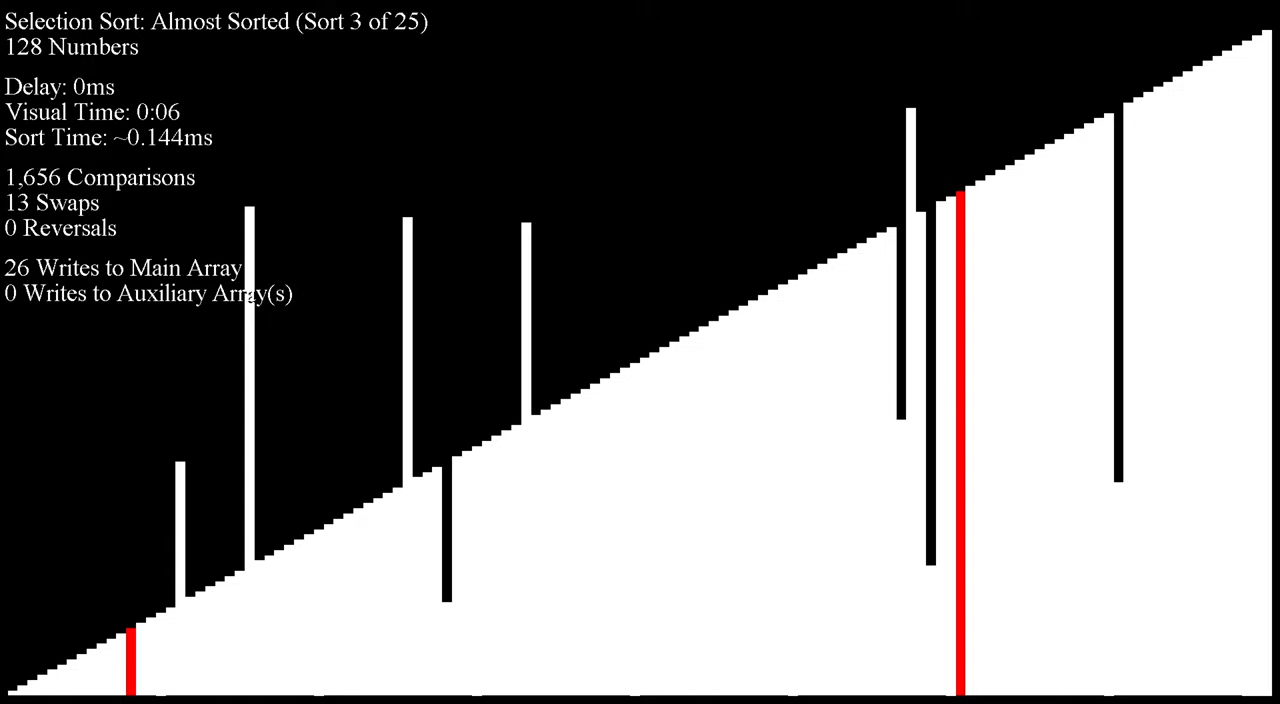 Selection Sort: Almost Sorted (Sort 3 of 25)
128 Numbers
Delay: 0ms
Visual Time: 0:06
Sort Time: ~0.144ms
1,656 Comparisons
13 Swaps
0 Reversals
26 Writes to Main Array
0 Writes to Auxiliary Array(s)